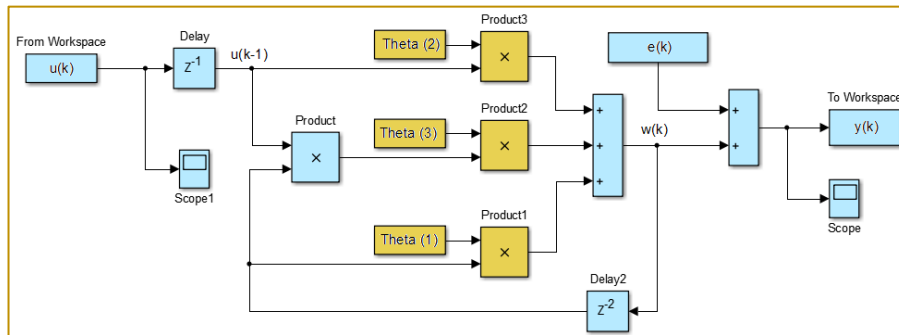 From Workspace
u(k)
Delay
Z-1
u(k-1)
Scope1
Product
×
Theta (2)
Product3
×
Theta (3)
Product2
×
Theta (1)
Product1
×
+
+
+
w(k)
Delay2
Z-2
e(k)
+
+
To Workspace
y(k)
Scope